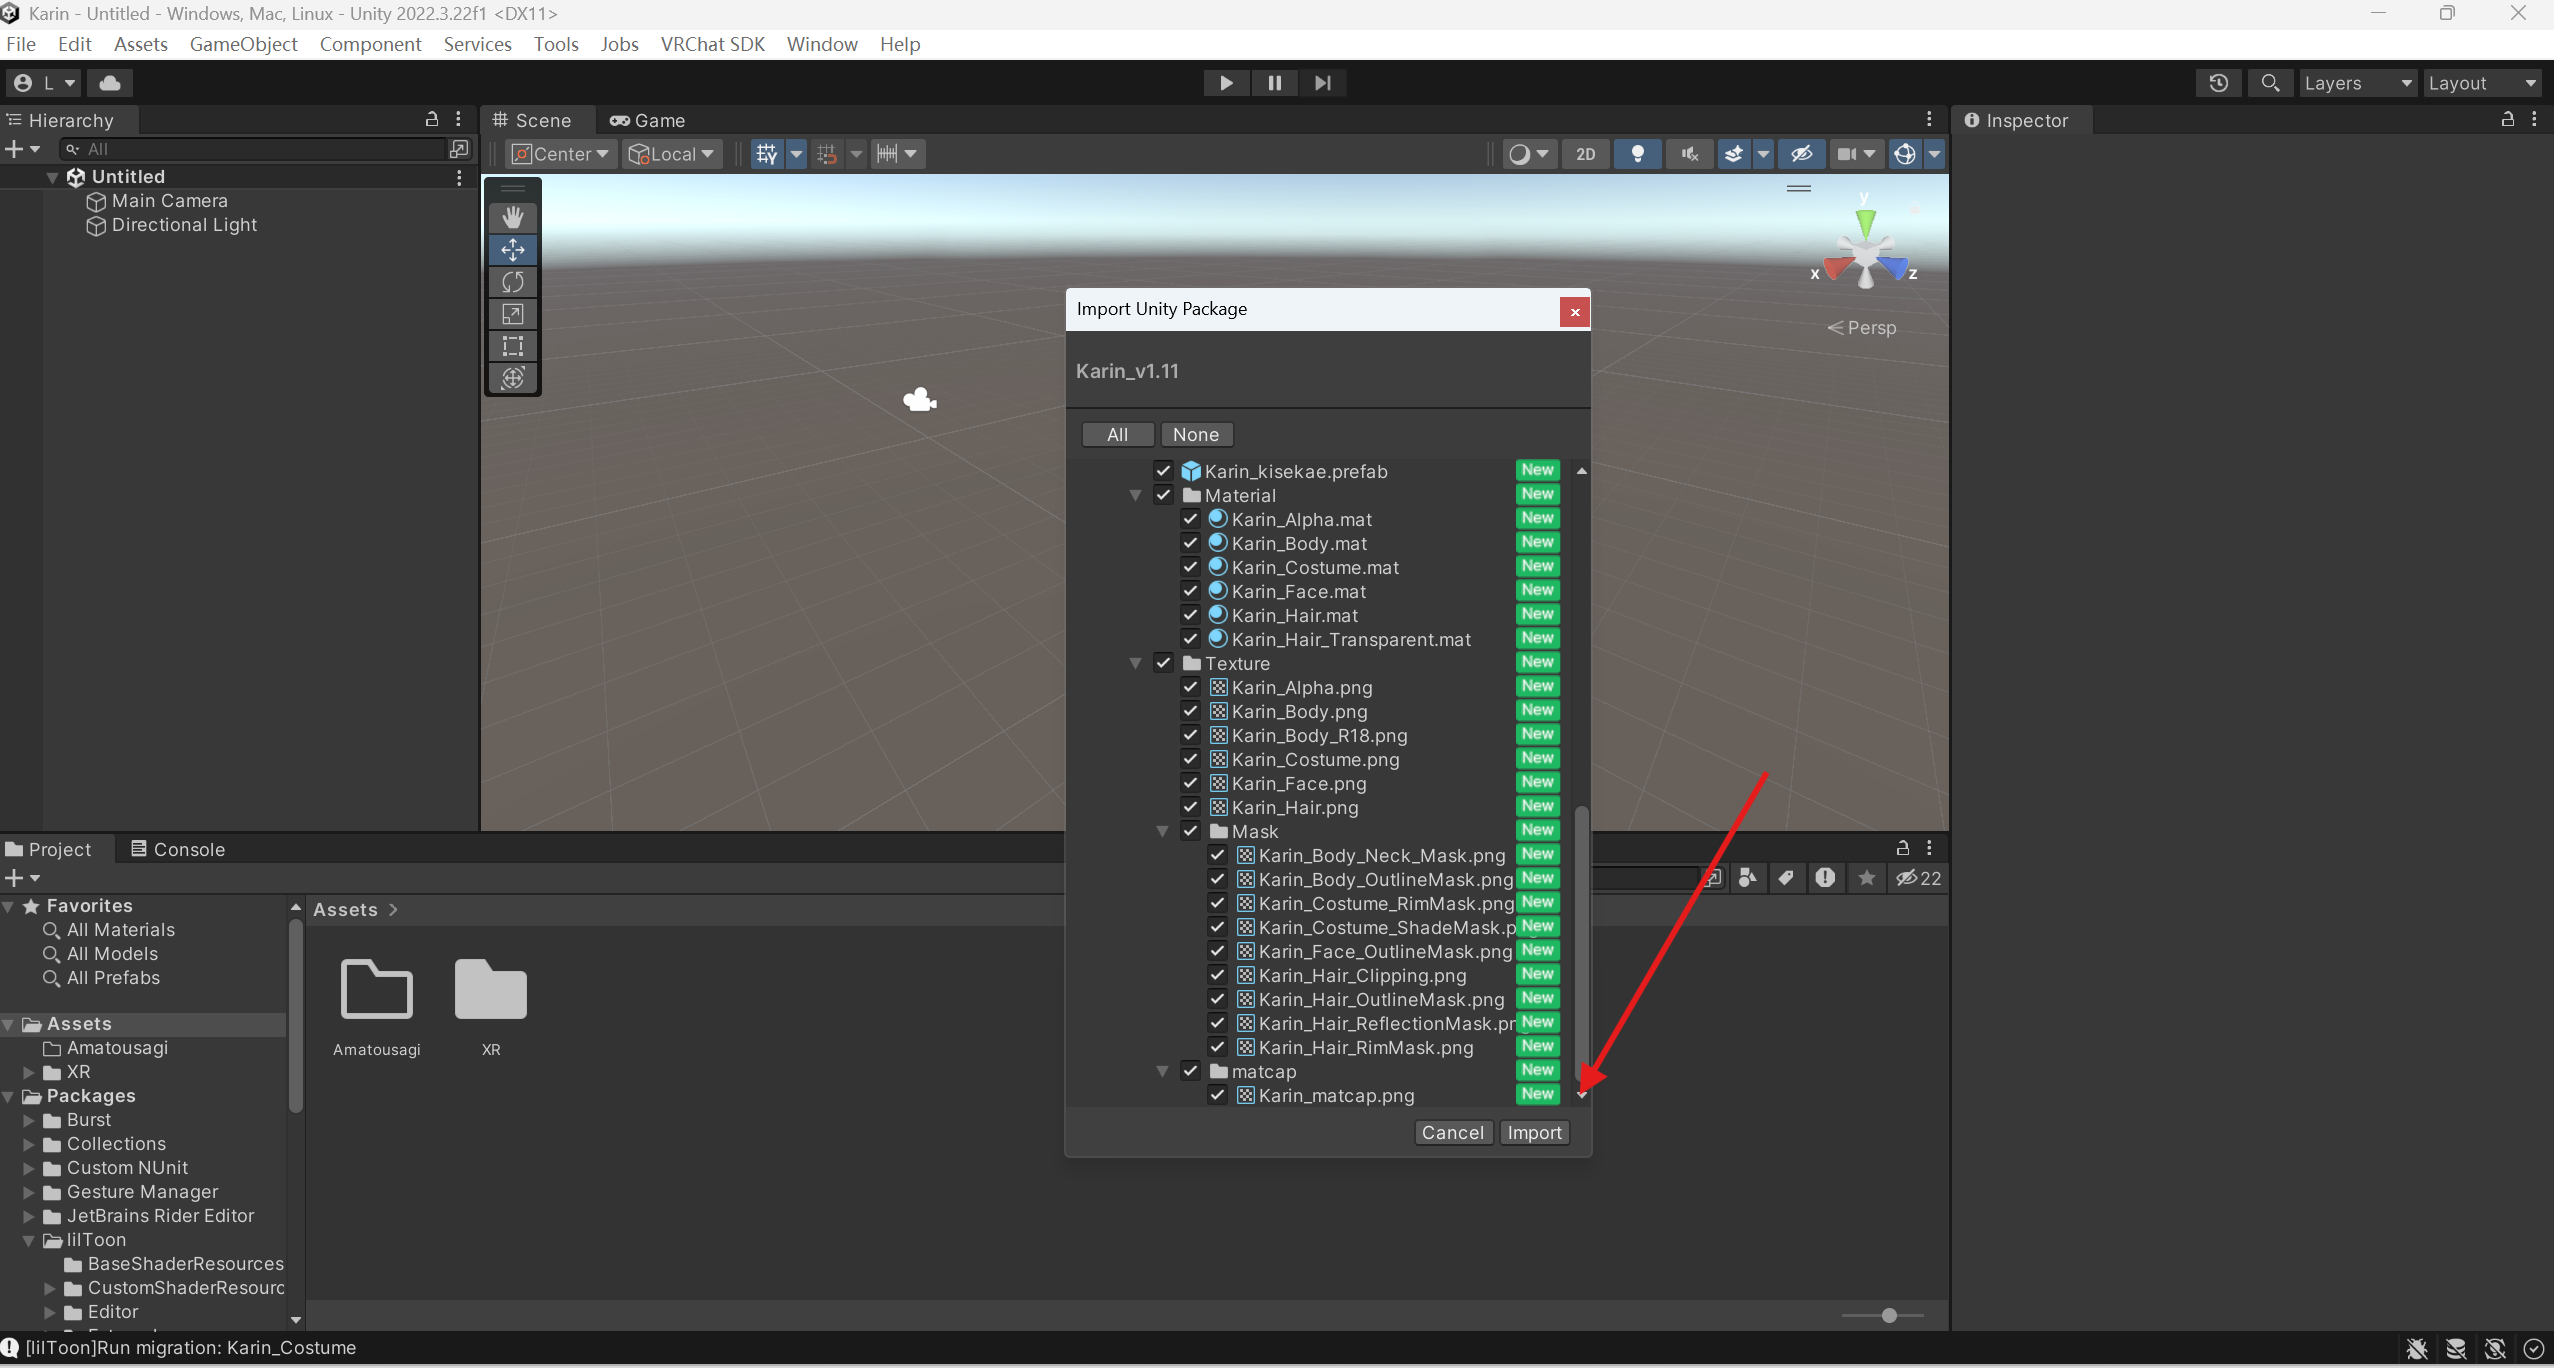 Karin - Untitled - Windows, Mac, Linux - Unity 2022.3.22f1 <DX11>
File Edit Assets GameObject Component Services Tools Jobs VRChat SDK Window Help
L
Layers
Layout
Hierarchy
Scene
Game
Inspector
All
Center
Local
2D
Untitled
Main Camera
Directional Light
y
x
z
Persp
Import Unity Package
Karin_v1.11
All
None
Karin_kisekae.prefab New
Material New
Karin_Alpha.mat New
Karin_Body.mat New
Karin_Costume.mat New
Karin_Face.mat New
Karin_Hair.mat New
Karin_Hair_Transparent.mat New
Texture New
Karin_Alpha.png New
Karin_Body.png New
Karin_Body_R18.png New
Karin_Costume.png New
Karin_Face.png New
Karin_Hair.png New
Mask New
Karin_Body_Neck_Mask.png New
Karin_Body_OutlineMask.png New
Karin_Costume_RimMask.png New
Karin_Costume_ShadeMask.p New
Karin_Face_OutlineMask.png New
Karin_Hair_Clipping.png New
Karin_Hair_OutlineMask.png New
Karin_Hair_ReflectionMask.pr New
Karin_Hair_RimMask.png New
matcap New
Karin_matcap.png New
Cancel
Import
Project
Console
22
Favorites
All Materials
All Models
All Prefabs
Assets
Amatousagi
XR
Packages
Burst
Collections
Custom NUnit
Gesture Manager
JetBrains Rider Editor
lilToon
BaseShaderResources
CustomShaderResourc
Editor
Assets >
Amatousagi
XR
[lilToon]Run migration: Karin_Costume